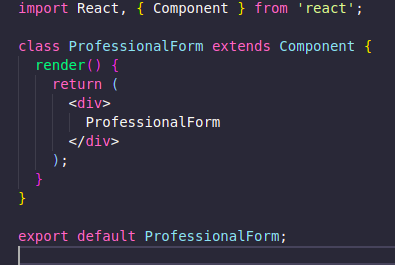 import React, { Component } from 'react';

class ProfessionalForm extends Component {
  render() {
    return (
      <div>
        ProfessionalForm
      </div>
    );
  }
}

export default ProfessionalForm;